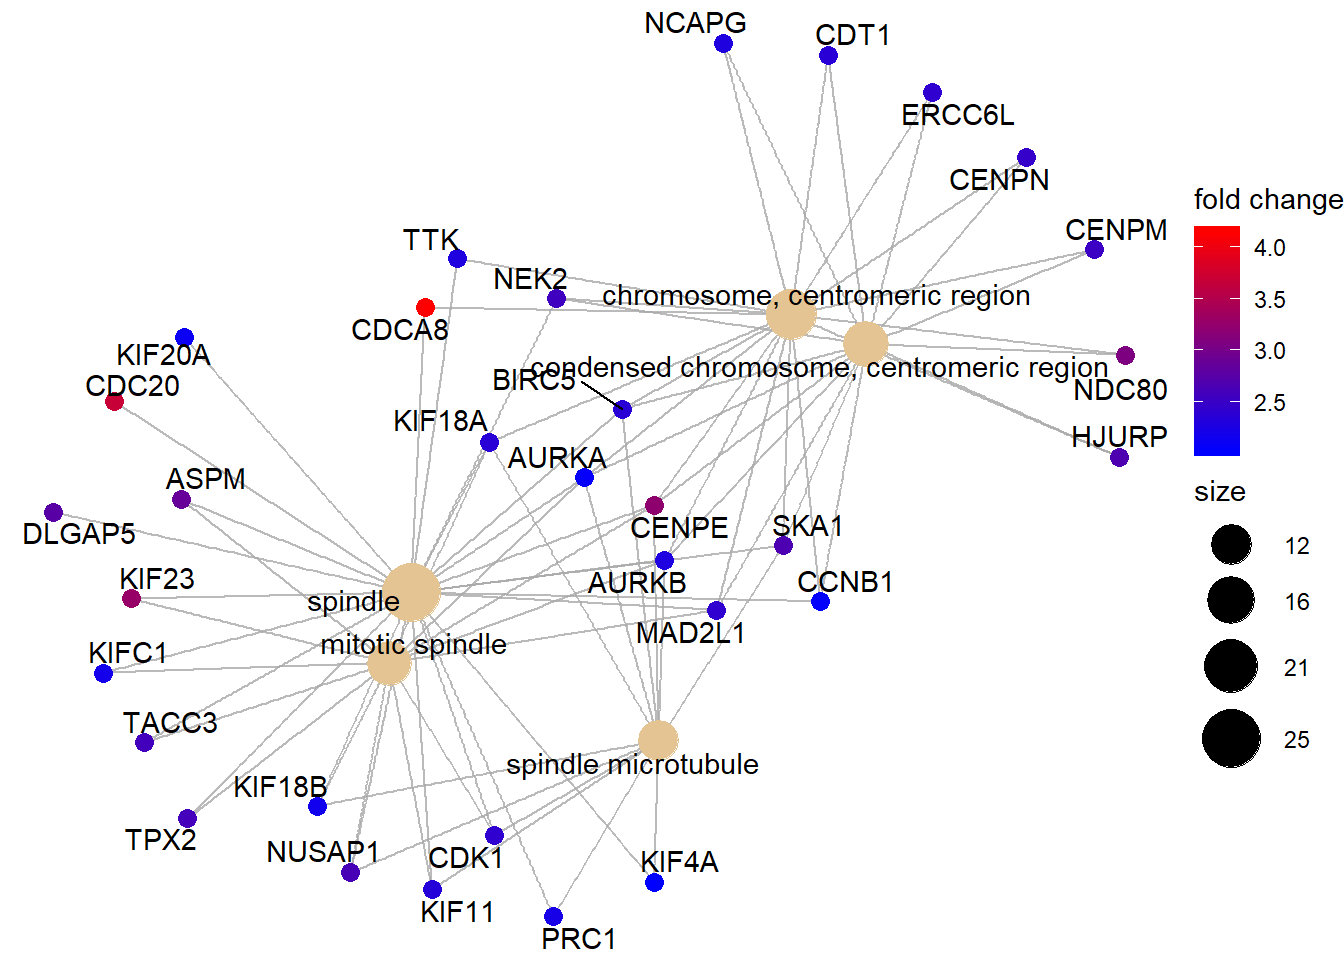 NCAPG
CDT1
ERCC6L
CENPN
CENPM
TTK
NEK2
chromosome, centromeric region
CDCA8
KIF20A
CDC20
condensed chromosome, centromeric region
BIRC5
NDC80
KIF18A
HJURP
AURKA
ASPM
DLGAP5
CENPE
SKA1
KIF23
AURKB
CCNB1
spindle
MAD2L1
mitotic spindle
KIFC1
TACC3
spindle microtubule
KIF18B
TPX2
NUSAP1
CDK1
KIF4A
KIF11
PRC1
fold change
4.0
3.5
3.0
2.5
size
12
16
21
25